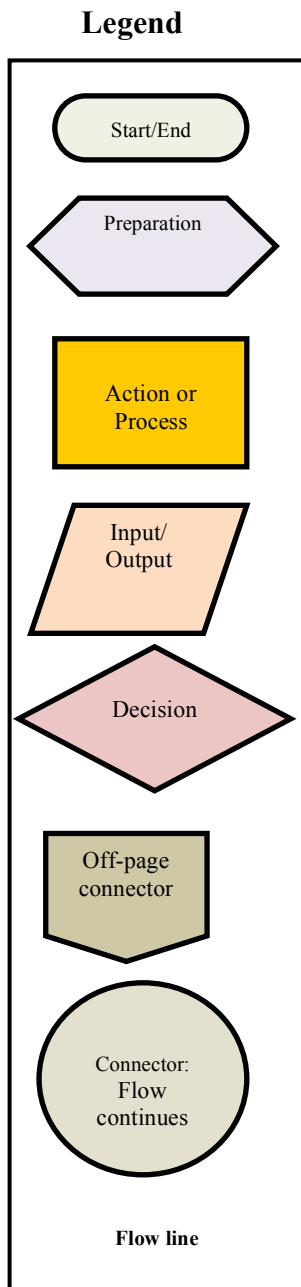 Legend
Start/End
Preparation
Action or
Process
Input/
Output
Decision
Off-page
connector
Connector:
Flow
continues
Flow line